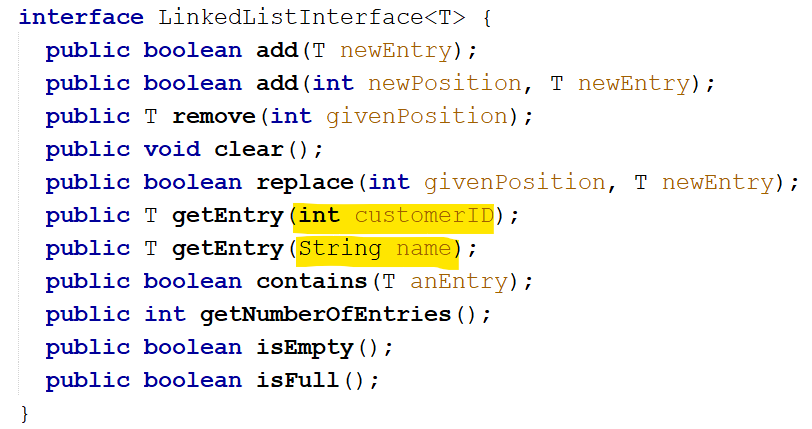 interface LinkedListInterface<T> {
public boolean add(T newEntry);
public boolean add(int newPosition, T newEntry);
public T remove(int givenPosition);
public void clear();
public boolean replace(int givenPosition, T newEntry);
public T getEntry(int customerID);
public T getEntry(String name);
public boolean contains(T anEntry);
public int getNumberOfEntries();
public boolean isEmpty();
public boolean isFull();
}